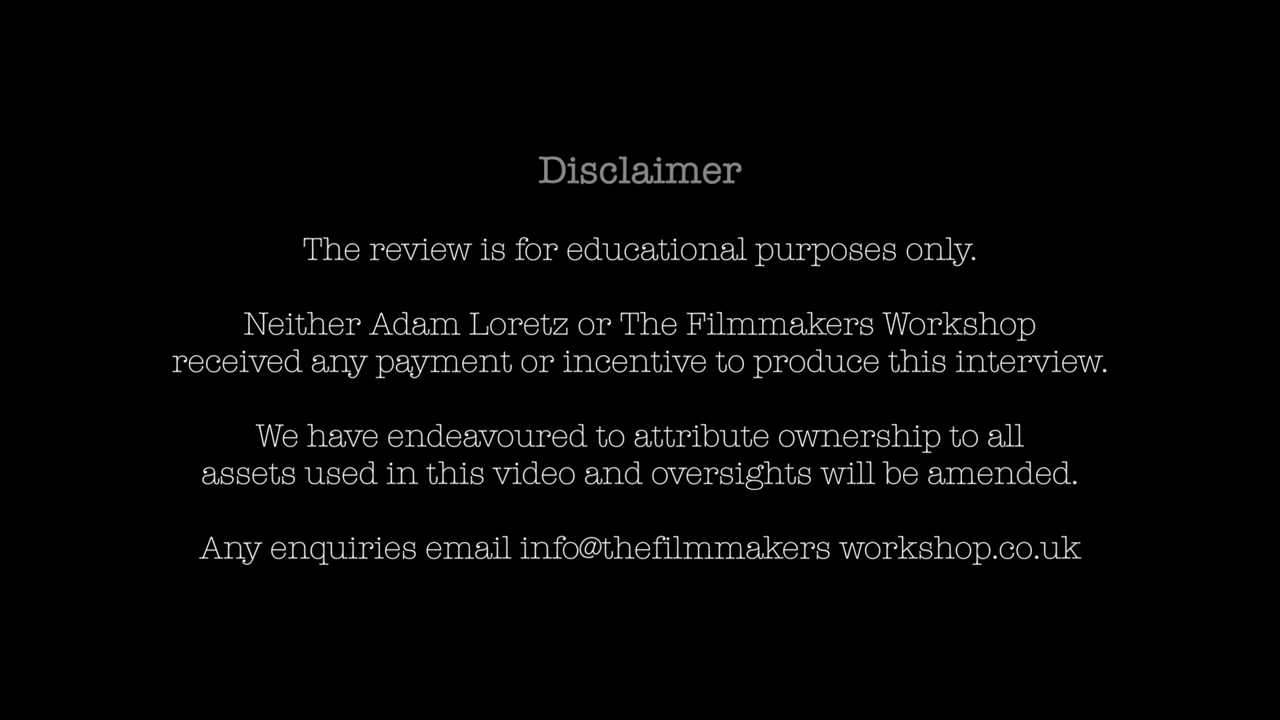 Disclaimer
The review is for educational purposes only.
Neither Adam Loretz or The Filmmakers Workshop
received any payment or incentive to produce this interview.
We have endeavoured to attribute ownership to all
assets used in this video and oversights will be amended.
Any enquiries email info@thefilmmakers workshop.co.uk